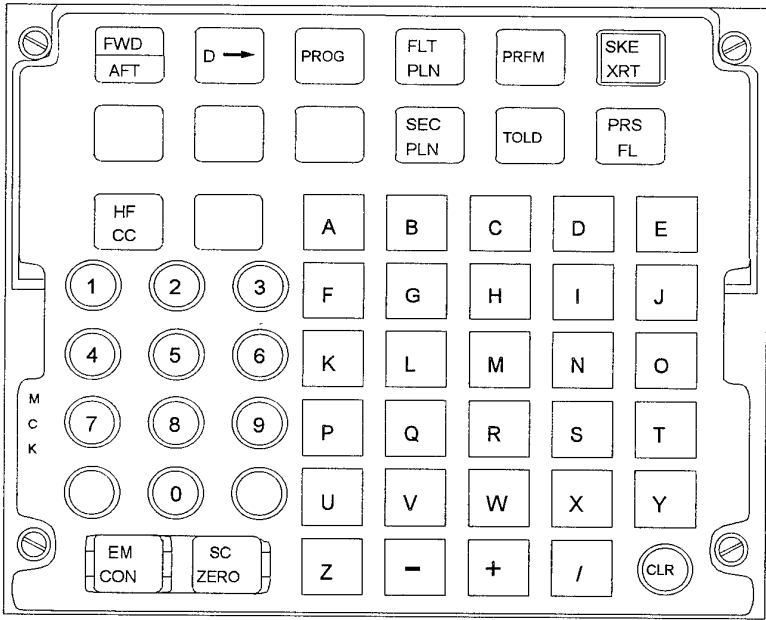 FWD
AFT
D
PROG
FLT
PLN
PRFM
SKE
XRT
SEC
PLN
TOLD
PRS
FL
HF
CC
A B C D E
1 2 3 F G H I J
4 5 6 K L M N O
7 8 9 P Q R S T
0 U V W X Y
M
C
K
EM
CON
SC
ZERO
Z - + / CLR